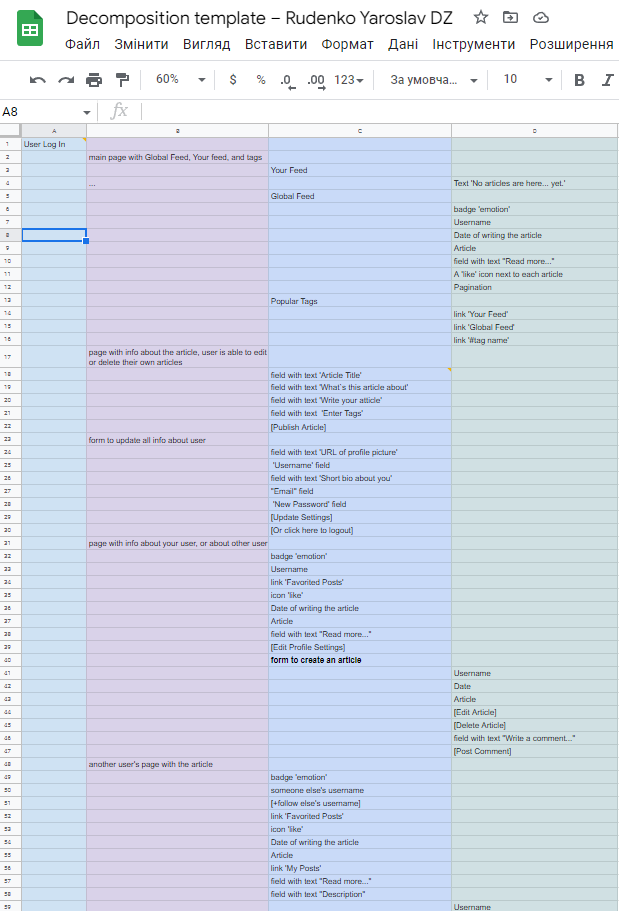 Decomposition template – Rudenko Yaroslav DZ
Файл Змінити Вигляд Вставити Формат Дані Інструменти Розширення
60% $ % .0 .00 123 За умовча... 10 B I
A8 fx
A B C D
1 User Log In
2 main page with Global Feed, Your feed, and tags
3 Your Feed
4 ... Text 'No articles are here... yet.'
5 Global Feed
6 badge 'emotion'
7 Username
8 Date of writing the article
9 Article
10 field with text "Read more..."
11 A 'like' icon next to each article
12 Pagination
13 Popular Tags
14 link 'Your Feed'
15 link 'Global Feed'
16 link '#tag name'
17 page with info about the article, user is able to edit
or delete their own articles
18 field with text 'Article Title'
19 field with text 'What`s this article about'
20 field with text 'Write your atticle'
21 field with text 'Enter Tags'
22 [Publish Article]
23 form to update all info about user
24 field with text 'URL of profile picture'
25 'Username' field
26 field with text 'Short bio about you'
27 "Email" field
28 'New Password' field
29 [Update Settings]
30 [Or click here to logout]
31 page with info about your user, or about other user
32 badge 'emotion'
33 Username
34 link 'Favorited Posts'
35 icon 'like'
36 Date of writing the article
37 Article
38 field with text "Read more..."
39 [Edit Profile Settings]
40 form to create an article
41 Username
42 Date
43 Article
44 [Edit Article]
45 [Delete Article]
46 field with text "Write a comment..."
47 [Post Comment]
48 another user's page with the article
49 badge 'emotion'
50 someone else's username
51 [+follow else's username]
52 link 'Favorited Posts'
53 icon 'like'
54 Date of writing the article
55 Article
56 link 'My Posts'
57 field with text "Read more..."
58 field with text "Description"
59 Username